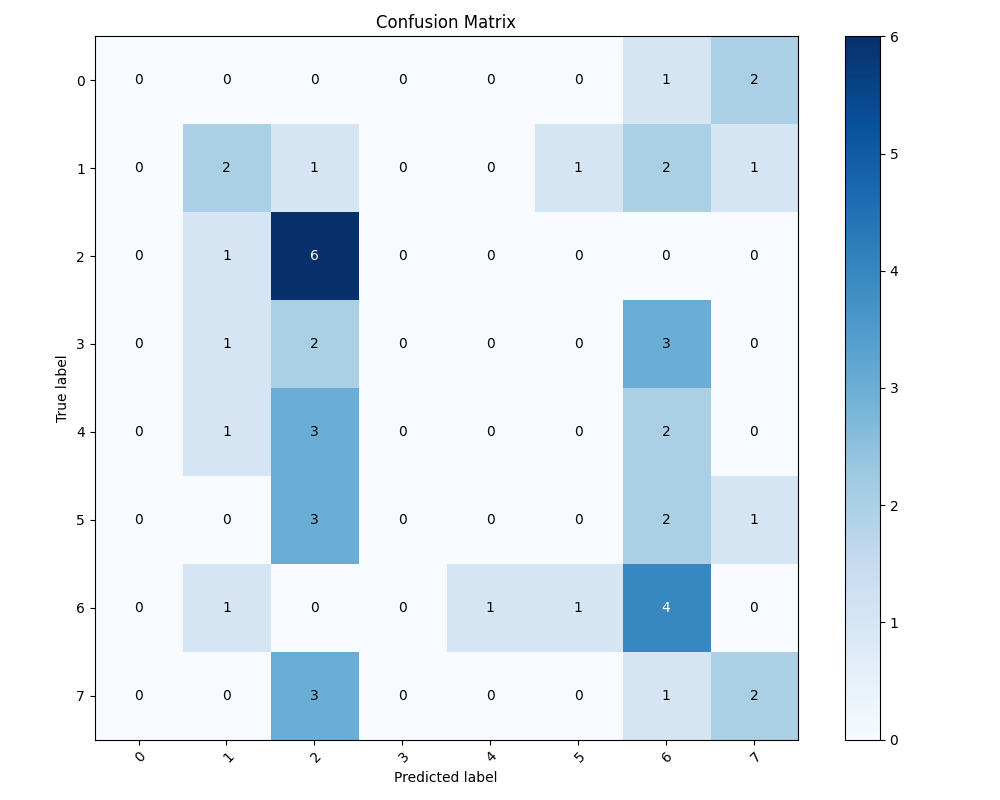 Confusion Matrix
0 0 0 0 0 0 0 1 2
1 0 2 1 0 0 1 2 1
2 0 1 6 0 0 0 0 0
3 0 1 2 0 0 0 3 0
4 0 1 3 0 0 0 2 0
5 0 0 3 0 0 0 2 1
6 0 1 0 0 1 1 4 0
7 0 0 3 0 0 0 1 2
0 1 2 3 4 5 6 7
True label
Predicted label
6
5
4
3
2
1
0